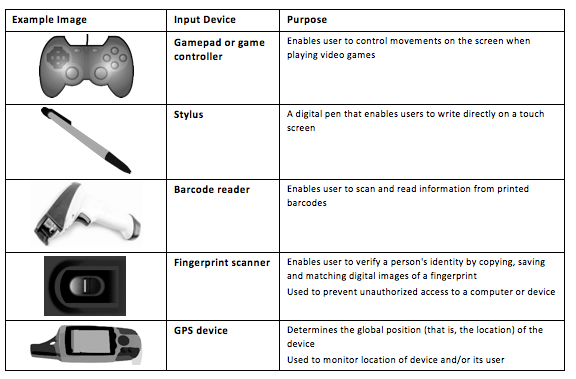 Example Image Input Device Purpose
Gamepad or game
controller
Enables user to control movements on the screen when
playing video games
Stylus
A digital pen that enables users to write directly on a touch
screen
Barcode reader
Enables user to scan and read information from printed
barcodes
Fingerprint scanner
Enables user to verify a person's identity by copying, saving
and matching digital images of a fingerprint
Used to prevent unauthorized access to a computer or device
GPS device
Determines the global position (that is, the location) of the
device
Used to monitor location of device and/or its user